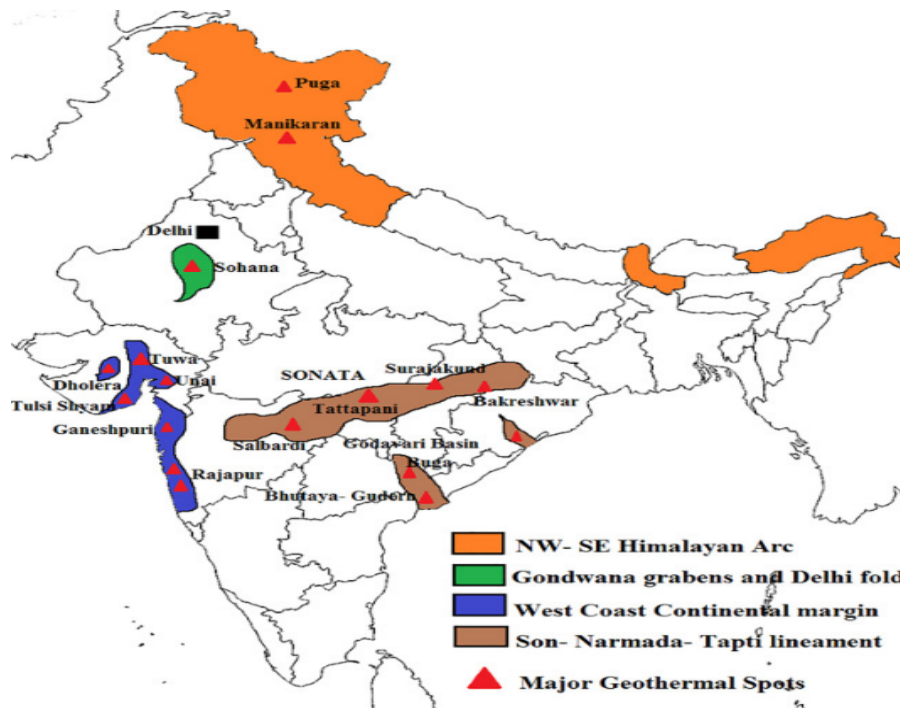 Puga
Manikaran
Delhi
Sohana
Tuwa
Dholera
Unai
Tulsi Shyam
Ganeshpuri
Rajapur
SONATA
Surajakund
Tattapani
Bakreshwar
Salbardi
Godavari Basin
Buga
Bhutaya- Gudem
NW- SE Himalayan Arc
Gondwana grabens and Delhi fold
West Coast Continental margin
Son- Narmada- Tapti lineament
Major Geothermal Spots